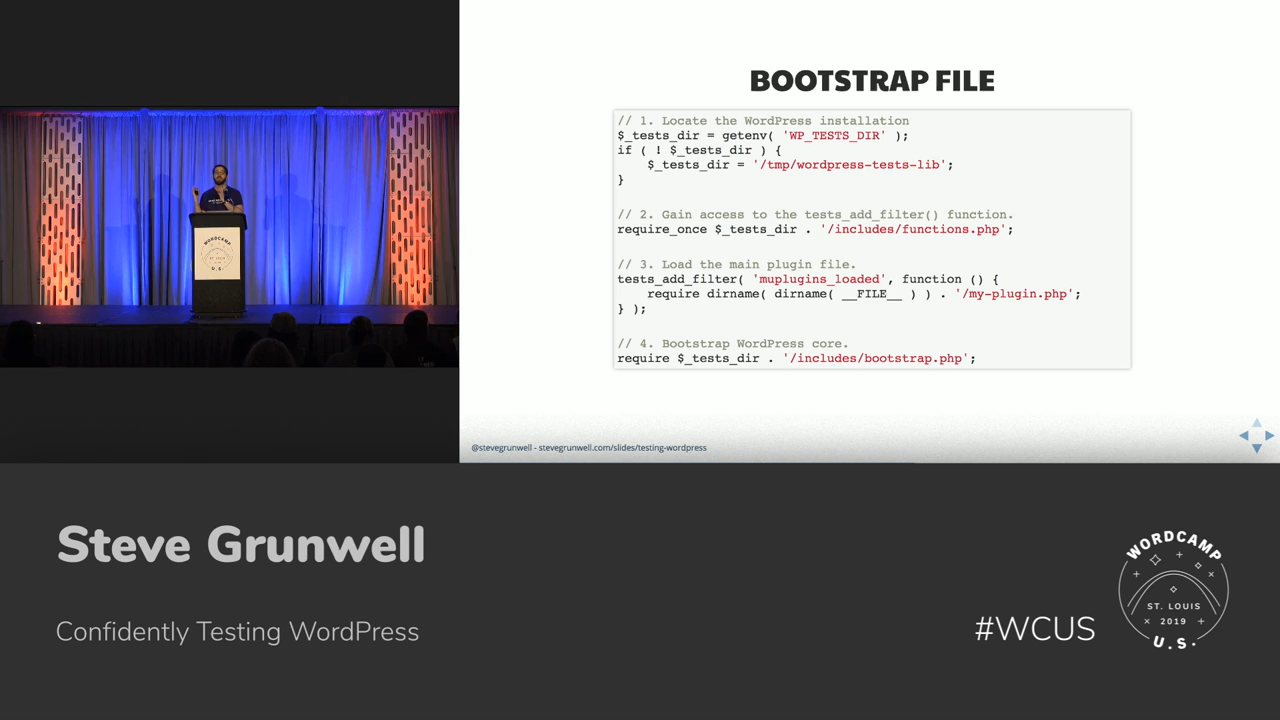 BOOTSTRAP FILE
// 1. Locate the WordPress installation
$_tests_dir = getenv( 'WP_TESTS_DIR' );
if ( ! $_tests_dir ) {
    $_tests_dir = '/tmp/wordpress-tests-lib';
}
// 2. Gain access to the tests_add_filter() function.
require_once $_tests_dir . '/includes/functions.php';
// 3. Load the main plugin file.
tests_add_filter( 'muplugins_loaded', function () {
    require dirname( dirname( __FILE__ ) ) . '/my-plugin.php';
} );
// 4. Bootstrap WordPress core.
require $_tests_dir . '/includes/bootstrap.php';
@stevegrunwell - stevegrunwell.com/slides/testing-wordpress
WORDCAMP
U.S.
Steve Grunwell
Confidently Testing WordPress
#WCUS
WORDCAMP
ST. LOUIS
2019
U.S.